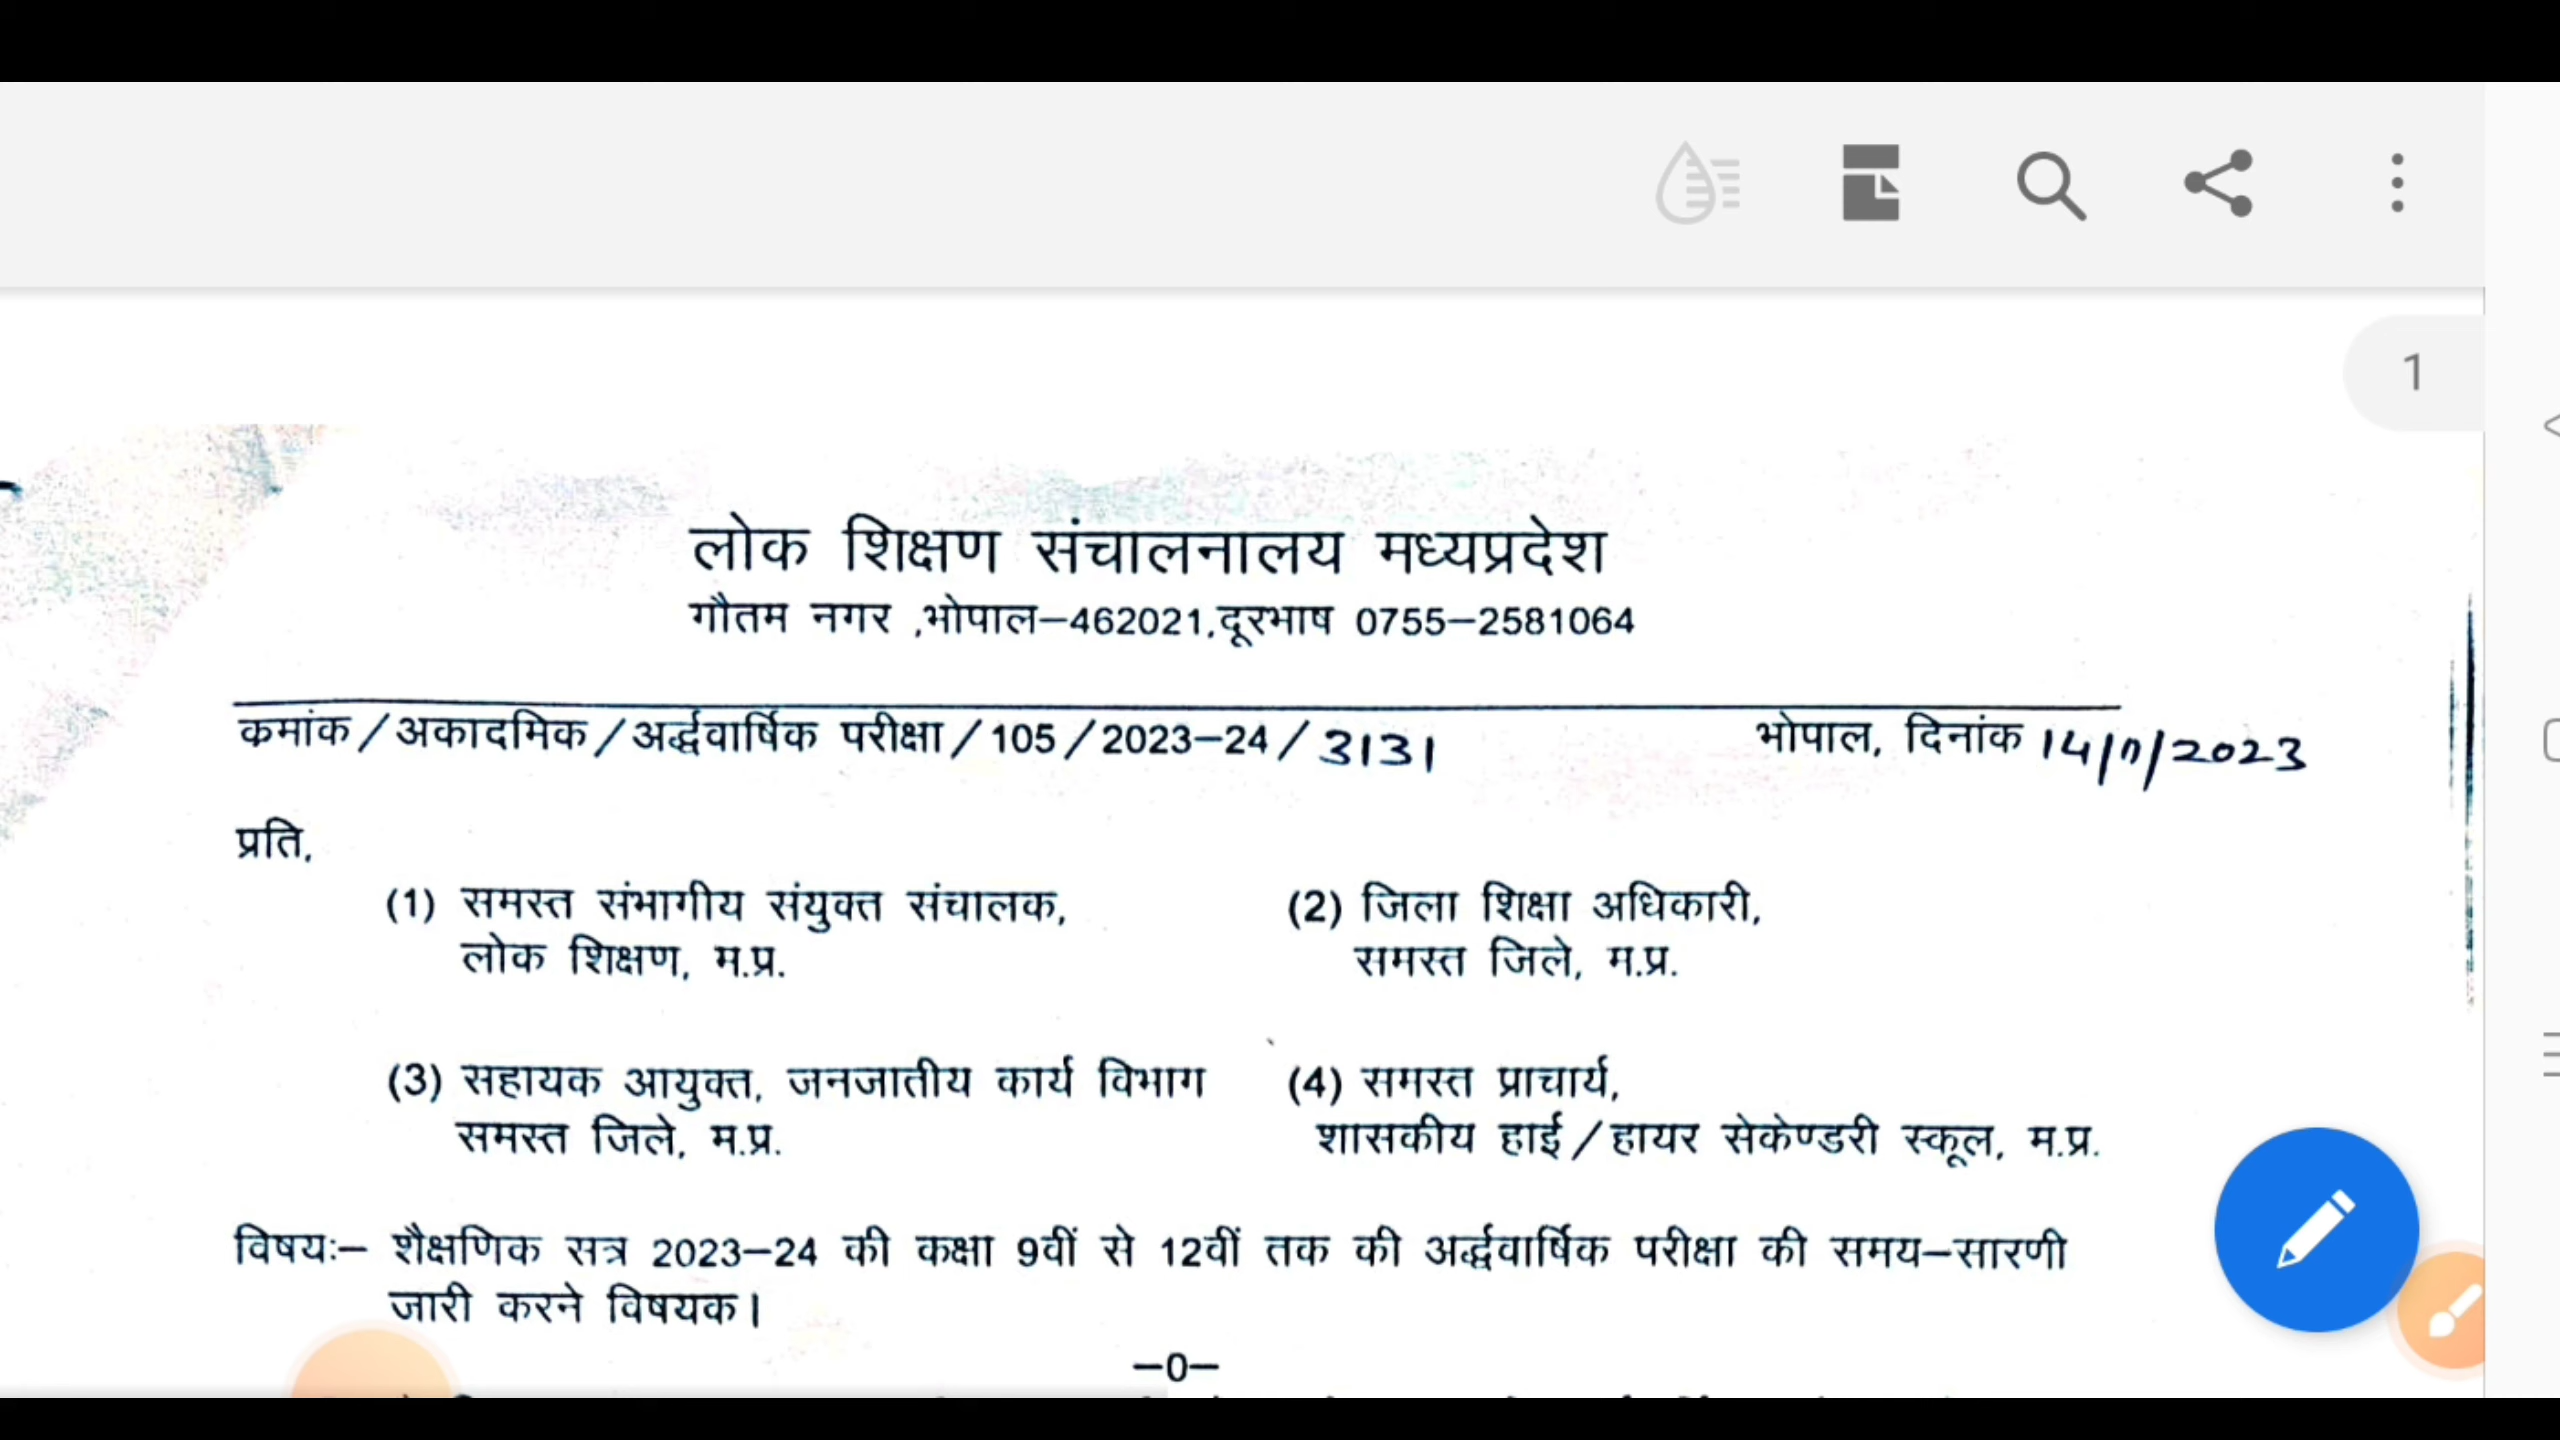 1
लोक शिक्षण संचालनालय मध्यप्रदेश
गौतम नगर ,भोपाल–462021,दूरभाष 0755–2581064
कमांक/अकादमिक/अर्द्धवार्षिक परीक्षा/105/2023–24/3131 भोपाल, दिनांक 14/11/2023
प्रति,
(1) समस्त संभागीय संयुक्त संचालक, (2) जिला शिक्षा अधिकारी,
लोक शिक्षण, म.प्र. समस्त जिले, म.प्र.
(3) सहायक आयुक्त, जनजातीय कार्य विभाग (4) समस्त प्राचार्य,
समस्त जिले, म.प्र. शासकीय हाई/हायर सेकेण्डरी स्कूल, म.प्र.
विषयः– शैक्षणिक सत्र 2023–24 की कक्षा 9वीं से 12वीं तक की अर्द्धवार्षिक परीक्षा की समय–सारणी
जारी करने विषयक।
–0–